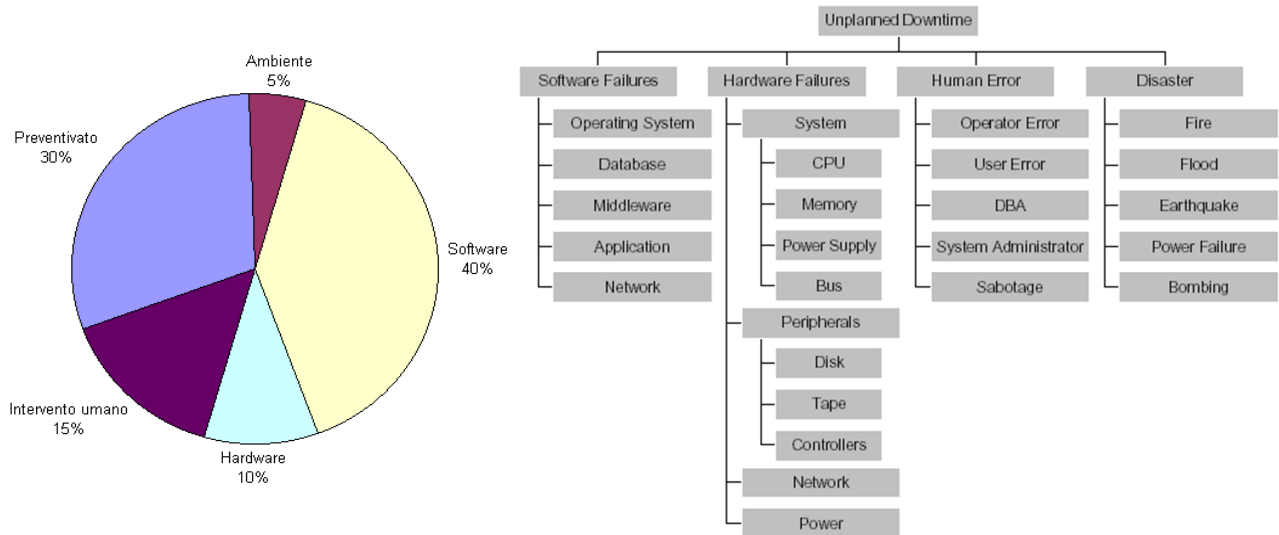 Ambiente
5%
Preventivato
30%
Software
40%
Intervento umano
15%
Hardware
10%
Unplanned Downtime
Software Failures
Operating System
Database
Middleware
Application
Network
Hardware Failures
System
CPU
Memory
Power Supply
Bus
Peripherals
Disk
Tape
Controllers
Network
Power
Human Error
Operator Error
User Error
DBA
System Administrator
Sabotage
Disaster
Fire
Flood
Earthquake
Power Failure
Bombing